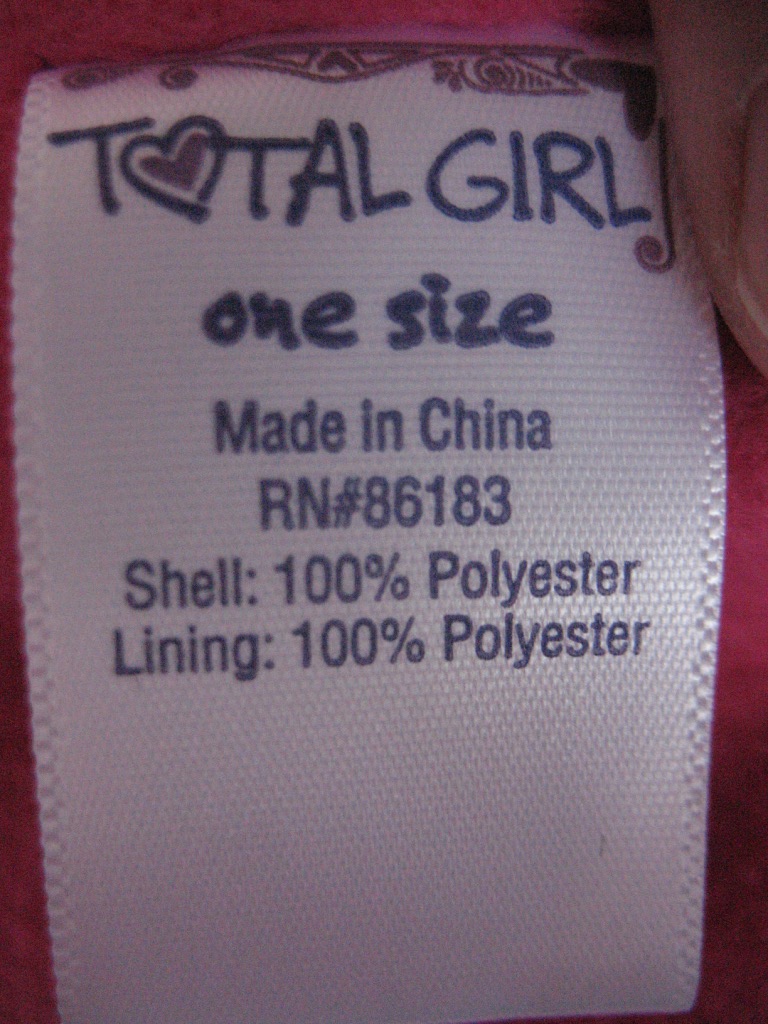 TOTAL GIRL
one size
Made in China
RN#86183
Shell: 100% Polyester
Lining: 100% Polyester